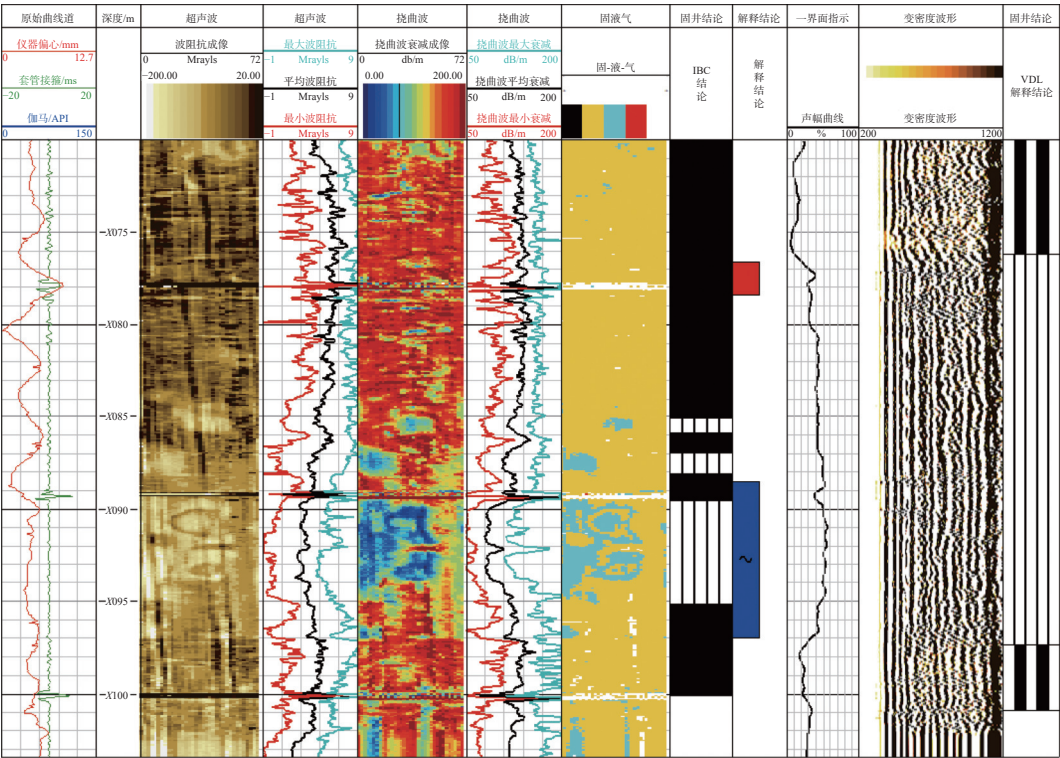 原始曲线道
深度/m
超声波
超声波
挠曲波
挠曲波
固液气
固井结论
解释结论
一界面指示
变密度波形
固井结论
仪器偏心/mm
0 12.7
套管接箍/ms
−20 20
伽马/API
0 150
波阻抗成像
0 Mrayls 72
−200.00 20.00
最大波阻抗
−1 Mrayls 9
平均波阻抗
−1 Mrayls 9
最小波阻抗
−1 Mrayls 9
挠曲波衰减成像
0 db/m 72
0.00 200.00
挠曲波最大衰减
50 dB/m 200
挠曲波平均衰减
50 dB/m 200
挠曲波最小衰减
50 dB/m 200
固-液-气
IBC
结
论
解
释
结
论
声幅曲线
0 % 100
变密度波形
200 1200
VDL
解释结论
X075
X080
X085
X090
X095
X100
~